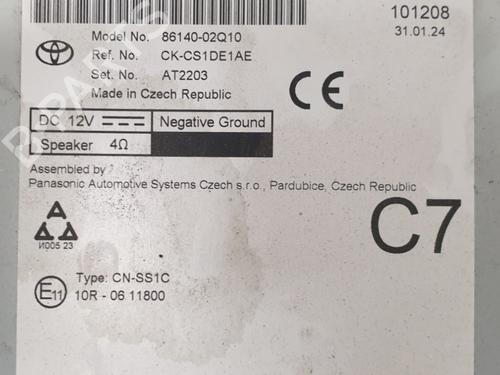 101208
Model No. 86140-02Q10 31.01.24
Ref. No. CK-CS1DE1AE
Set. No. AT2203
Made in Czech Republic
CE
DC 12V Negative Ground
Speaker 4Ω
Assembled by
Panasonic Automotive Systems Czech s.r.o., Pardubice, Czech Republic
C7
И005 23
Type: CN-SS1C
E11 10R - 06 11800
B-PARTS